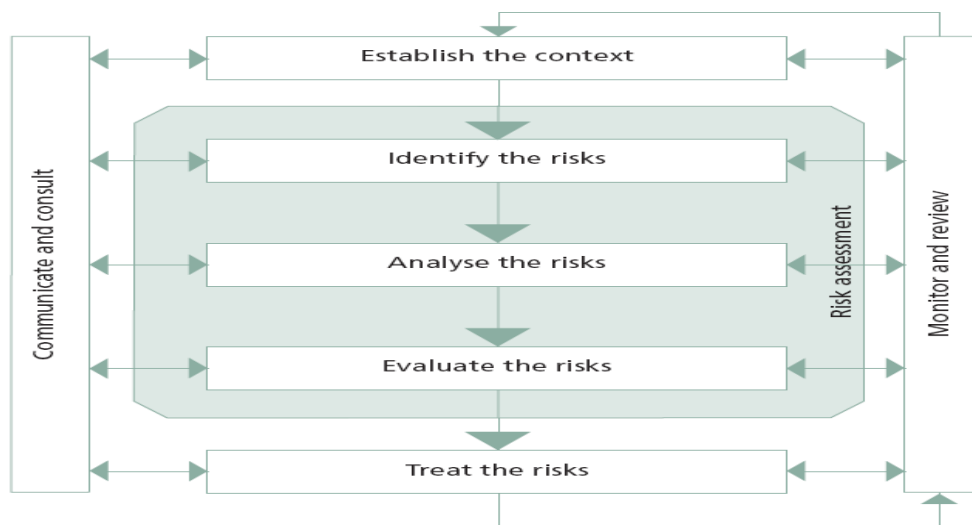 Establish the context
Identify the risks
Analyse the risks
Evaluate the risks
Treat the risks
Communicate and consult
Risk assessment
Monitor and review